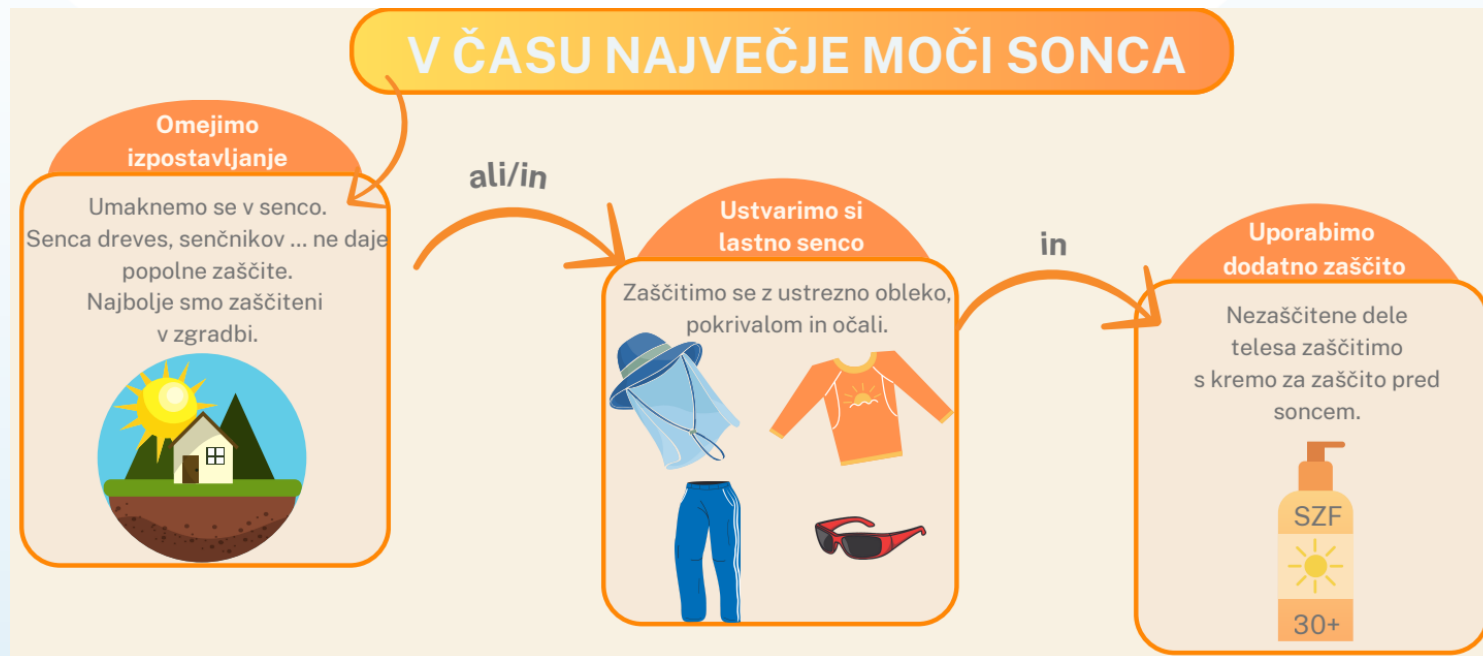 V ČASU NAJVEČJE MOČI SONCA
Omejimo
izpostavljanje
Umaknemo se v senco.
Senca dreves, senčnikov ... ne daje
popolne zaščite.
Najbolje smo zaščiteni
v zgradbi.
ali/in
Ustvarimo si
lastno senco
Zaščitimo se z ustrezno obleko,
pokrivalom in očali.
in
Uporabimo
dodatno zaščito
Nezaščitene dele
telesa zaščitimo
s kremo za zaščito pred
soncem.
SZF
30+